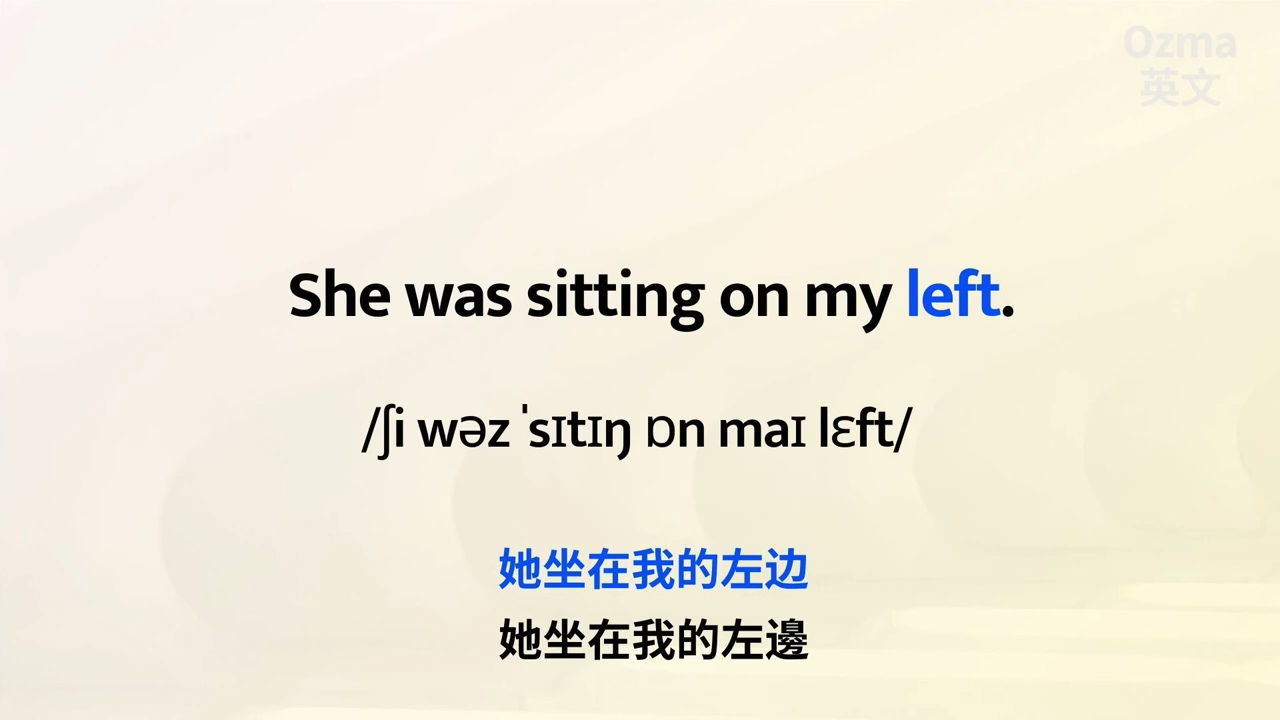 Ozma
英文
She was sitting on my left.
/ʃi wəz ˈsɪtɪŋ ɒn maɪ lɛft/
她坐在我的左边
她坐在我的左邊